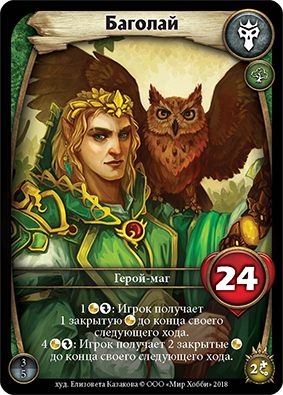 Баголай
Герой-маг
24
1 : Игрок получает
1 закрытую до конца своего
следующего хода.
4 : Игрок получает 2 закрытые
до конца своего следующего хода.
3
5
2
худ. Елизовета Казакова © ООО «Мир Хобби» 2018